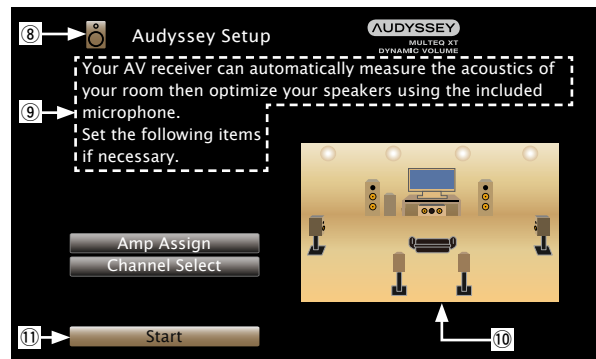 ⑧ Audyssey Setup
AUDYSSEY
MULTEQ XT
DYNAMIC VOLUME
⑨
Your AV receiver can automatically measure the acoustics of
your room then optimize your speakers using the included
microphone.
Set the following items
if necessary.
Amp Assign
Channel Select
⑪ Start
⑩